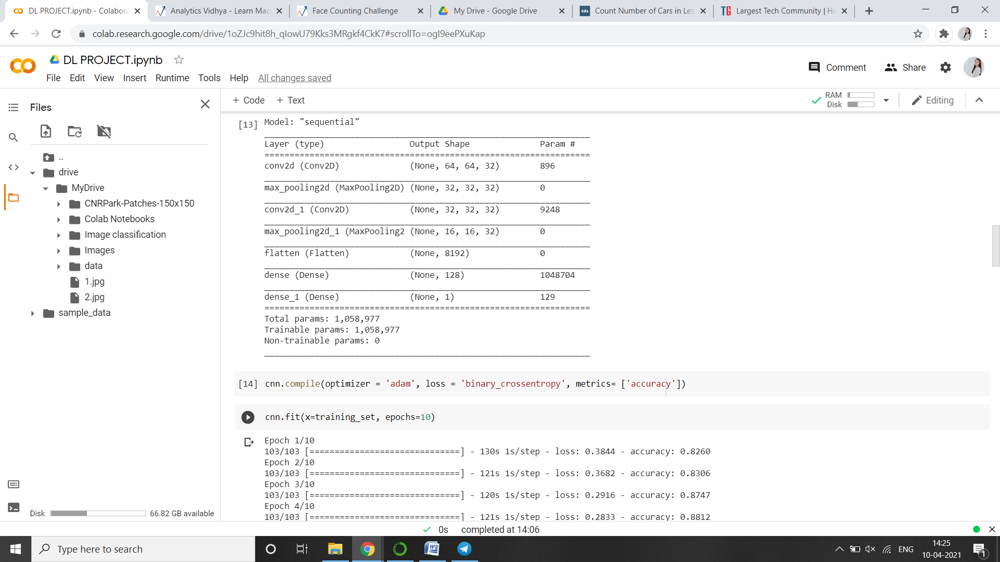 DL PROJECT.ipynb - Colabora
Analytics Vidhya - Learn Mac
Face Counting Challenge
My Drive - Google Drive
tds Count Number of Cars in Les
TG Largest Tech Community | Ha
colab.research.google.com/drive/1oZJc9hit8h_qIowU79Kks3MRgkf4CkK7#scrollTo=ogI9eePXuKap
DL PROJECT.ipynb
Comment Share
File Edit View Insert Runtime Tools Help All changes saved
Files
+ Code + Text
RAM
Disk
Editing
..
drive
MyDrive
CNRPark-Patches-150x150
Colab Notebooks
Image classification
Images
data
1.jpg
2.jpg
sample_data
Disk 66.82 GB available
[13] Model: "sequential"
_________________________________________________________________
Layer (type) Output Shape Param #
=================================================================
conv2d (Conv2D) (None, 64, 64, 32) 896
_________________________________________________________________
max_pooling2d (MaxPooling2D) (None, 32, 32, 32) 0
_________________________________________________________________
conv2d_1 (Conv2D) (None, 32, 32, 32) 9248
_________________________________________________________________
max_pooling2d_1 (MaxPooling2 (None, 16, 16, 32) 0
_________________________________________________________________
flatten (Flatten) (None, 8192) 0
_________________________________________________________________
dense (Dense) (None, 128) 1048704
_________________________________________________________________
dense_1 (Dense) (None, 1) 129
=================================================================
Total params: 1,058,977
Trainable params: 1,058,977
Non-trainable params: 0
_________________________________________________________________
[14] cnn.compile(optimizer = 'adam', loss = 'binary_crossentropy', metrics= ['accuracy'])
cnn.fit(x=training_set, epochs=10)
Epoch 1/10
103/103 [==============================] - 130s 1s/step - loss: 0.3844 - accuracy: 0.8260
Epoch 2/10
103/103 [==============================] - 121s 1s/step - loss: 0.3682 - accuracy: 0.8306
Epoch 3/10
103/103 [==============================] - 120s 1s/step - loss: 0.2916 - accuracy: 0.8747
Epoch 4/10
103/103 [==============================] - 121s 1s/step - loss: 0.2833 - accuracy: 0.8812
0s completed at 14:06
Type here to search
ENG
14:25
10-04-2021
1